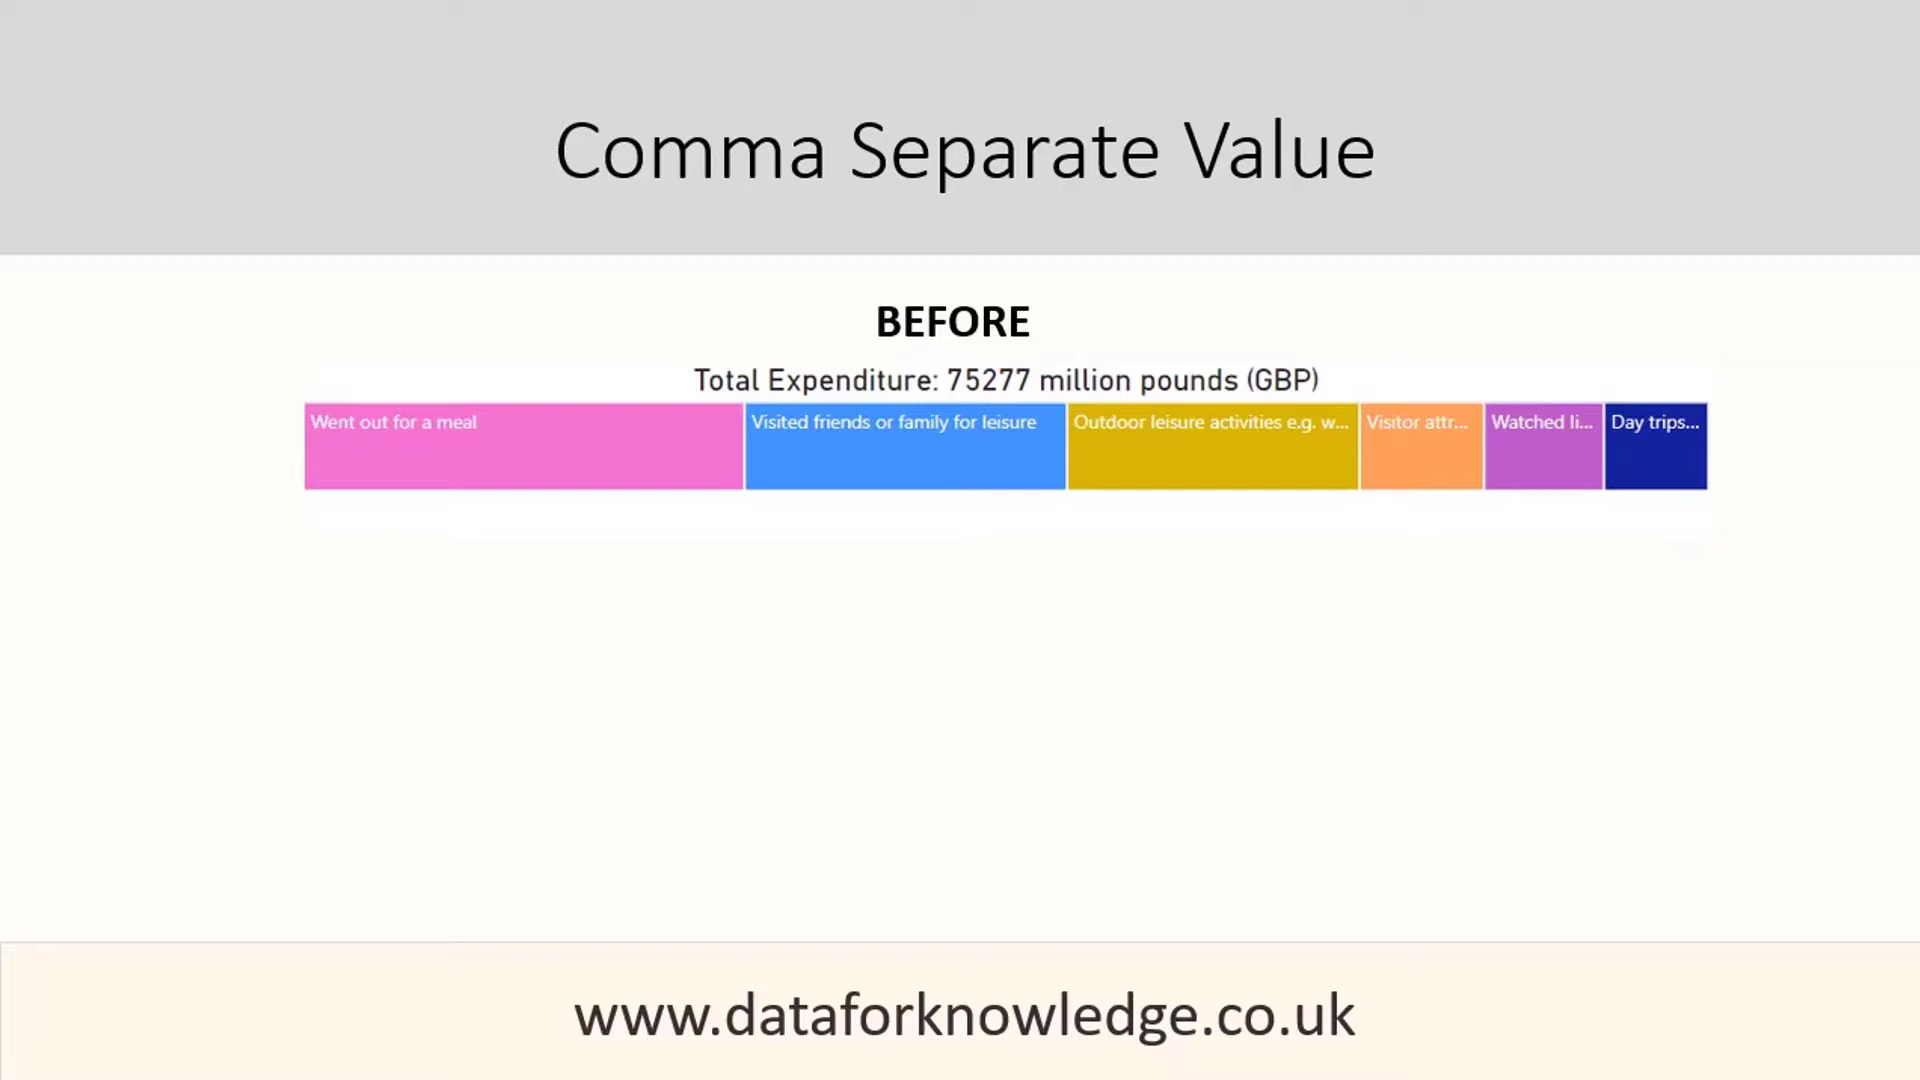 Comma Separate Value
BEFORE
Total Expenditure: 75277 million pounds (GBP)
Went out for a meal
Visited friends or family for leisure
Outdoor leisure activities e.g. w...
Visitor attr...
Watched li...
Day trips...
www.dataforknowledge.co.uk